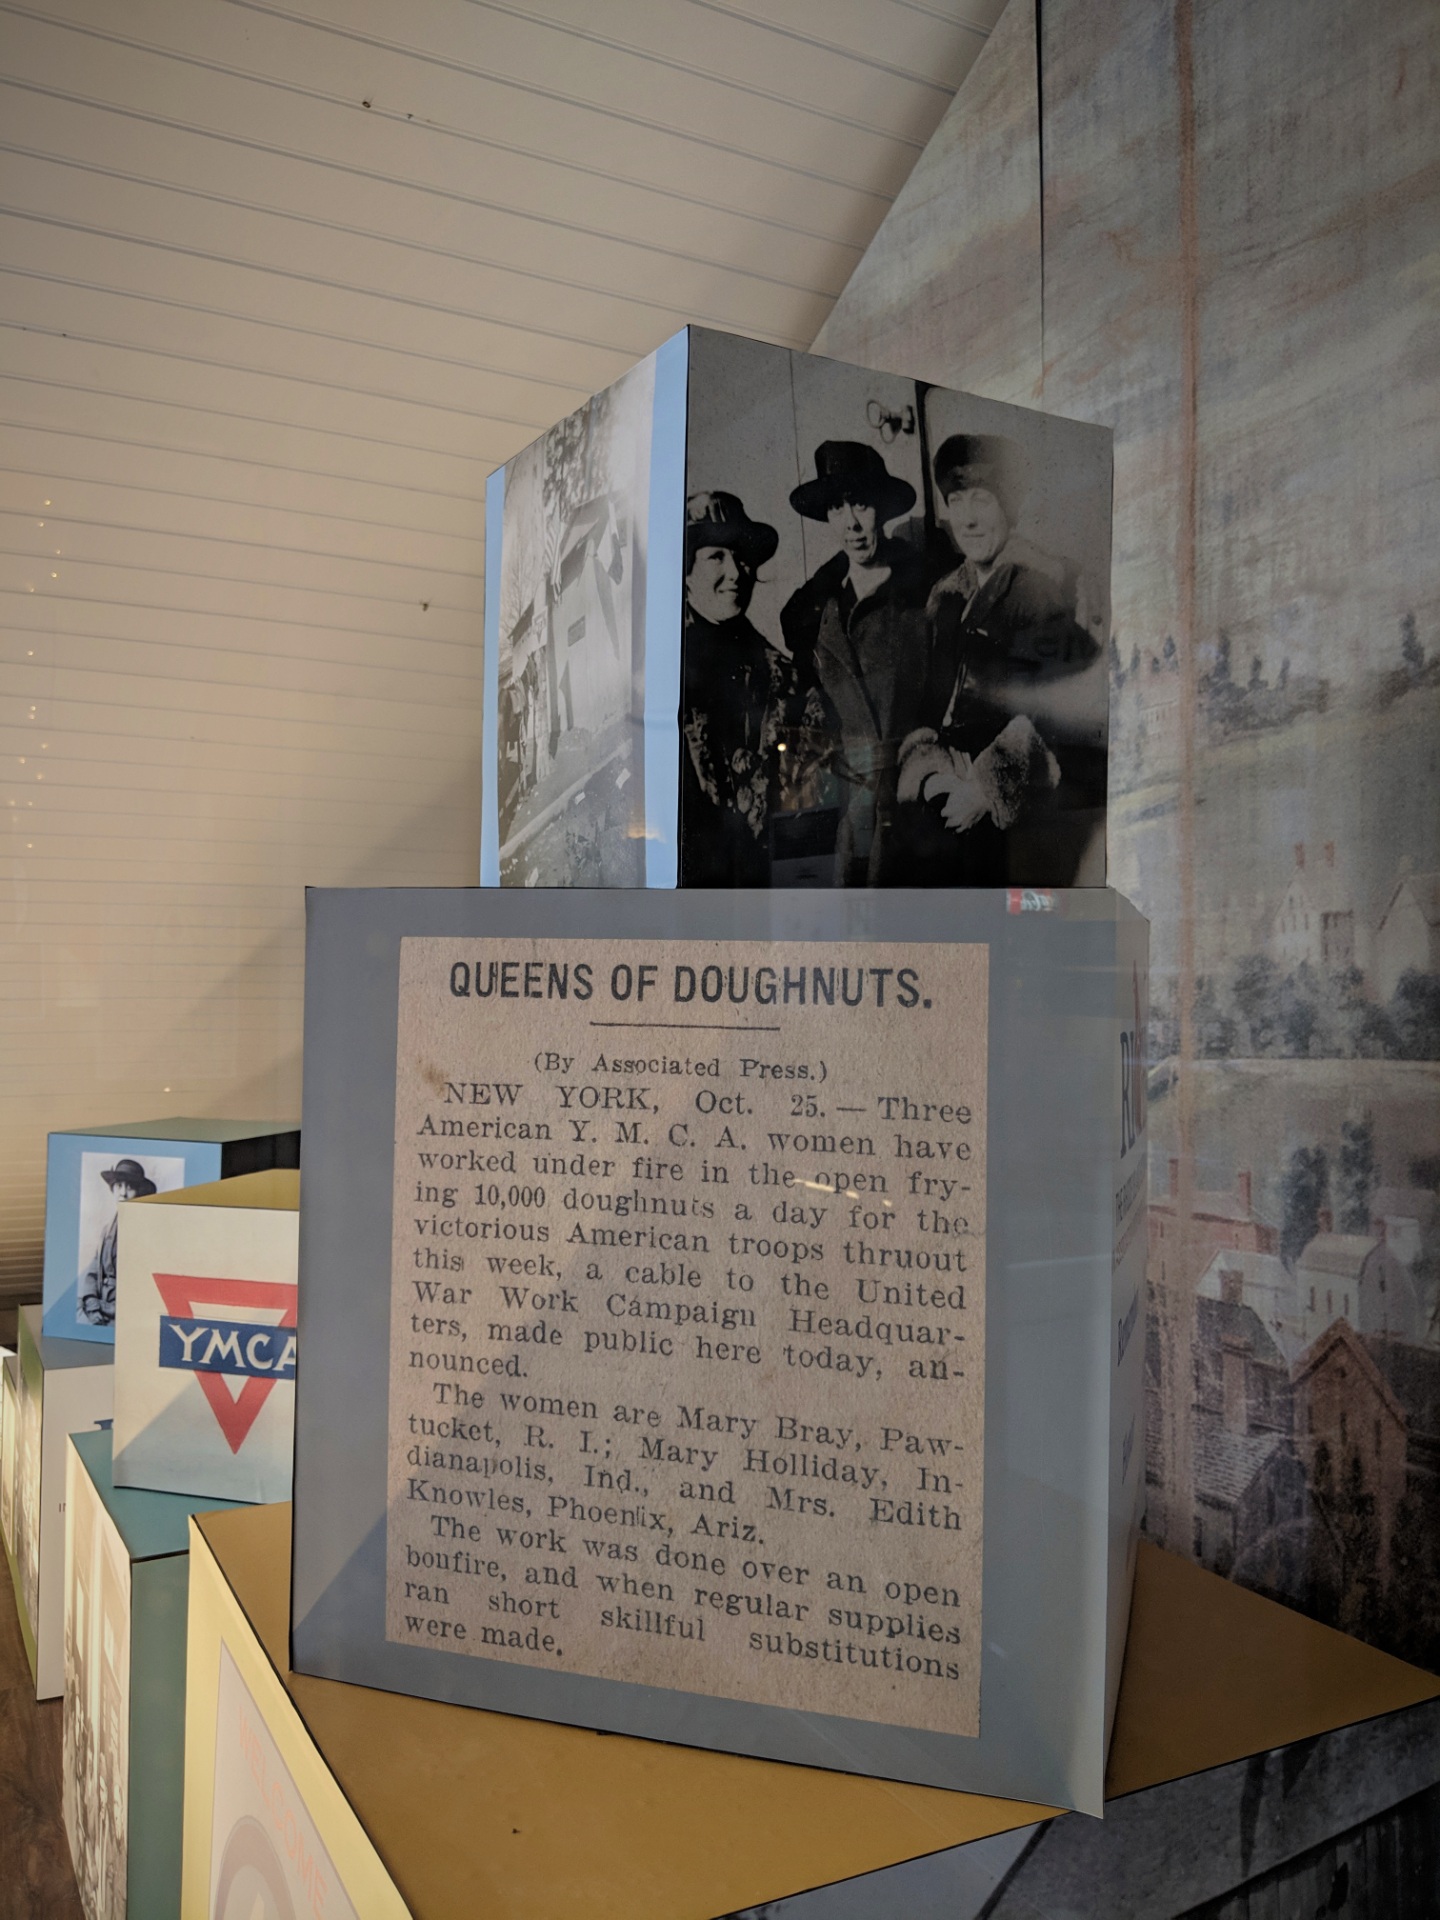 QUEENS OF DOUGHNUTS.
(By Associated Press.)
NEW YORK, Oct. 25. — Three
American Y. M. C. A. women have
worked under fire in the open fry-
ing 10,000 doughnuts a day for the
victorious American troops thruout
this week, a cable to the United
War Work Campaign Headquar-
ters, made public here today, an-
nounced.
The women are Mary Bray, Paw-
tucket, R. I.; Mary Holliday, In-
dianapolis, Ind., and Mrs. Edith
Knowles, Phoenix, Ariz.
The work was done over an open
bonfire, and when regular supplies
ran short skillful substitutions
were made.
YMCA
WELCOME